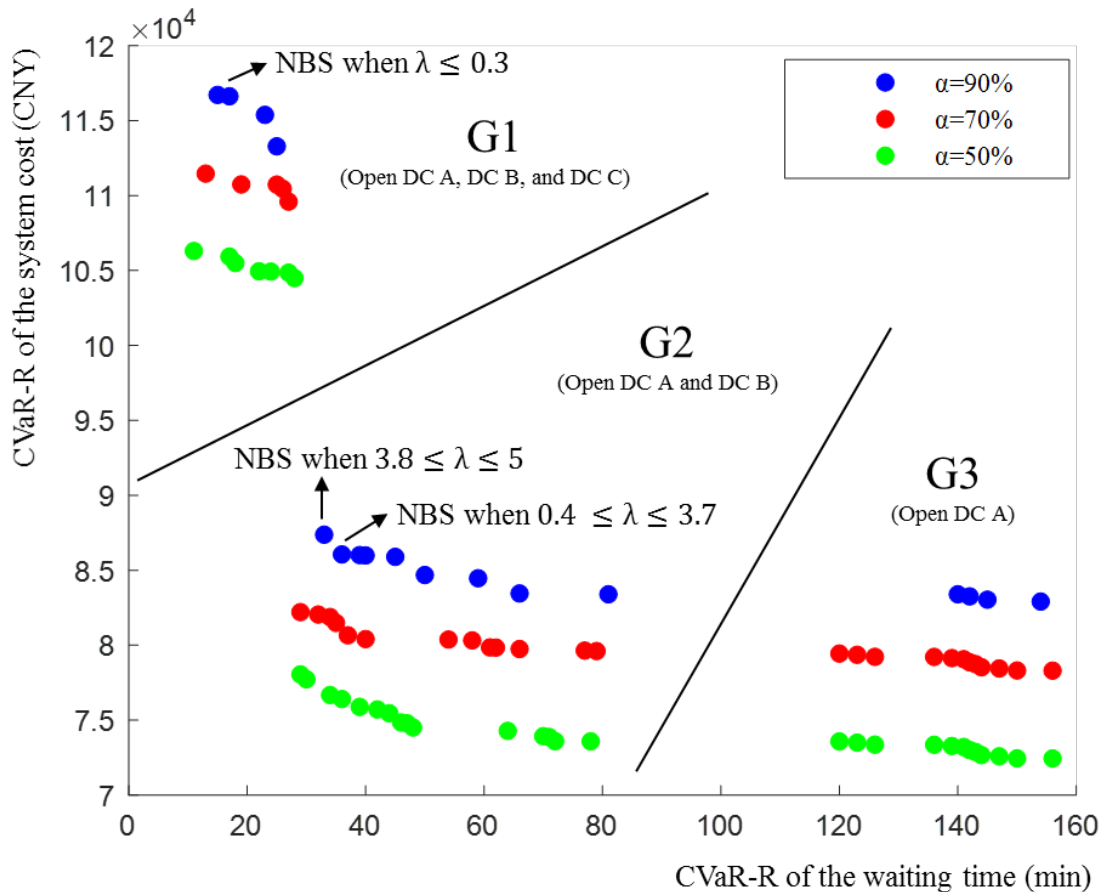 ×10⁴
CVaR-R of the system cost (CNY)
12
11.5
11
10.5
10
9.5
9
8.5
8
7.5
7
NBS when λ ≤ 0.3
α=90%
α=70%
α=50%
G1
(Open DC A, DC B, and DC C)
G2
(Open DC A and DC B)
NBS when 3.8 ≤ λ ≤ 5
NBS when 0.4 ≤ λ ≤ 3.7
G3
(Open DC A)
0 20 40 60 80 100 120 140 160
CVaR-R of the waiting time (min)